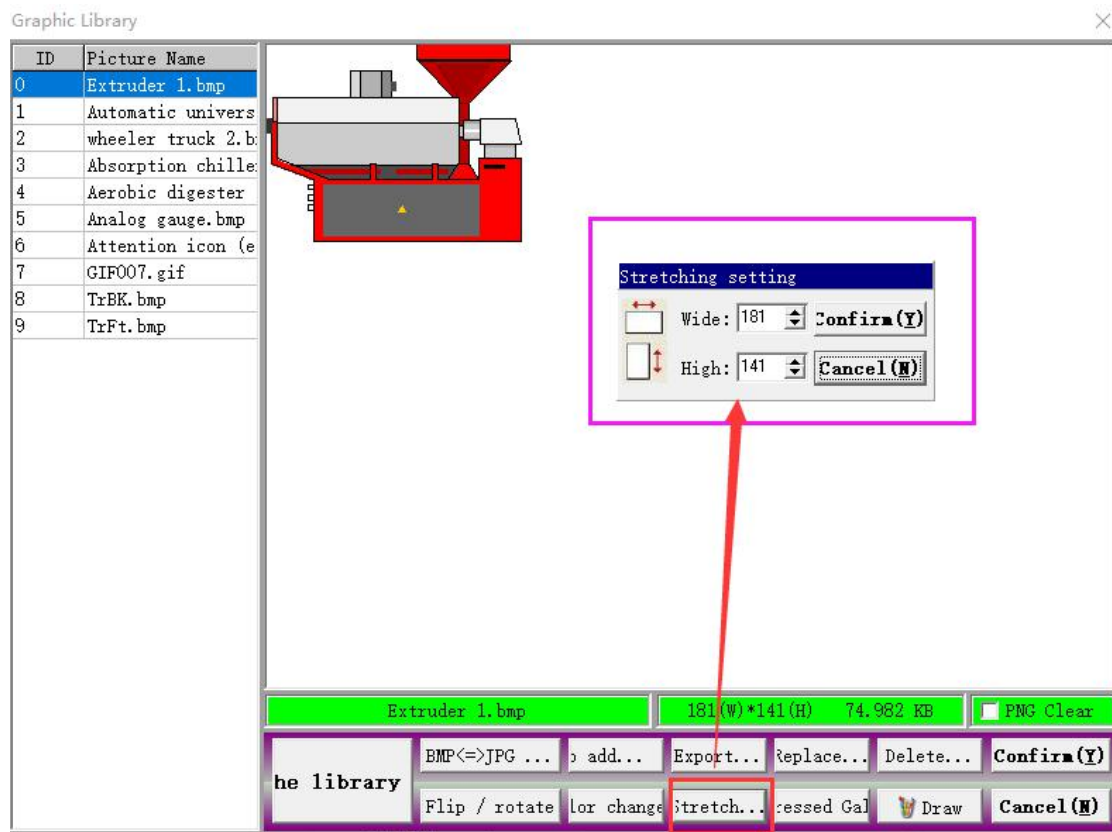 Graphic Library
ID Picture Name
0 Extruder 1.bmp
1 Automatic univers
2 wheeler truck 2.b
3 Absorption chille
4 Aerobic digester
5 Analog gauge.bmp
6 Attention icon (e
7 GIF007.gif
8 TrBK.bmp
9 TrFt.bmp
Stretching setting
Wide: 181 Confirm(Y)
High: 141 Cancel(N)
Extruder 1.bmp 181(W)*141(H) 74.982 KB PNG Clear
he library
BMP<=>JPG ... o add... Export... Replace... Delete... Confirm(Y)
Flip / rotate lor change Stretch... ressed Gal Draw Cancel(N)